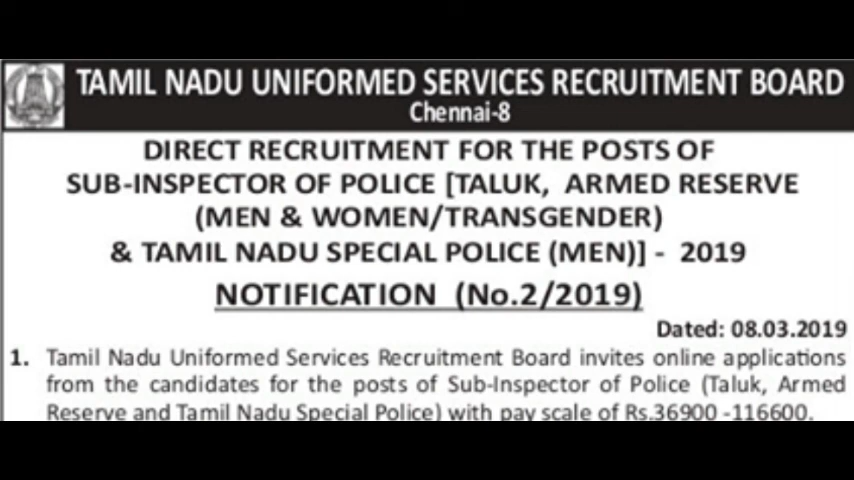 TAMIL NADU UNIFORMED SERVICES RECRUITMENT BOARD
Chennai-8
DIRECT RECRUITMENT FOR THE POSTS OF
SUB-INSPECTOR OF POLICE [TALUK, ARMED RESERVE
(MEN & WOMEN/TRANSGENDER)
& TAMIL NADU SPECIAL POLICE (MEN)] - 2019
NOTIFICATION (No.2/2019)
Dated: 08.03.2019
1. Tamil Nadu Uniformed Services Recruitment Board invites online applications
from the candidates for the posts of Sub-Inspector of Police (Taluk, Armed
Reserve and Tamil Nadu Special Police) with pay scale of Rs.36900 -116600.